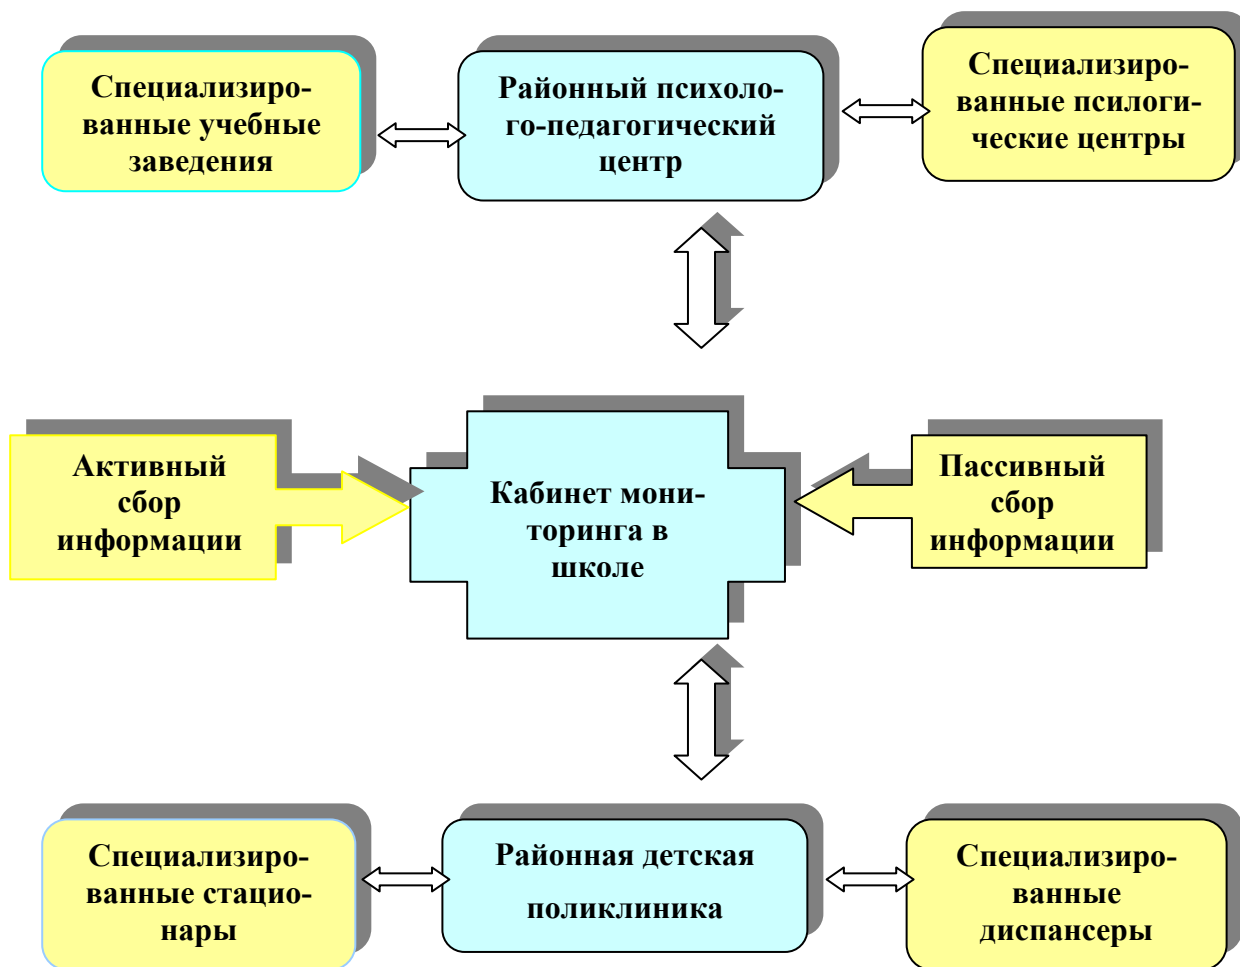 Специализиро-
ванные учебные
заведения
Районный психоло-
го-педагогический
центр
Специализиро-
ванные псилоги-
ческие центры
Активный
сбор
информации
Кабинет мони-
торинга в
школе
Пассивный
сбор
информации
Специализиро-
ванные стацио-
нары
Районная детская
поликлиника
Специализиро-
ванные
диспансеры